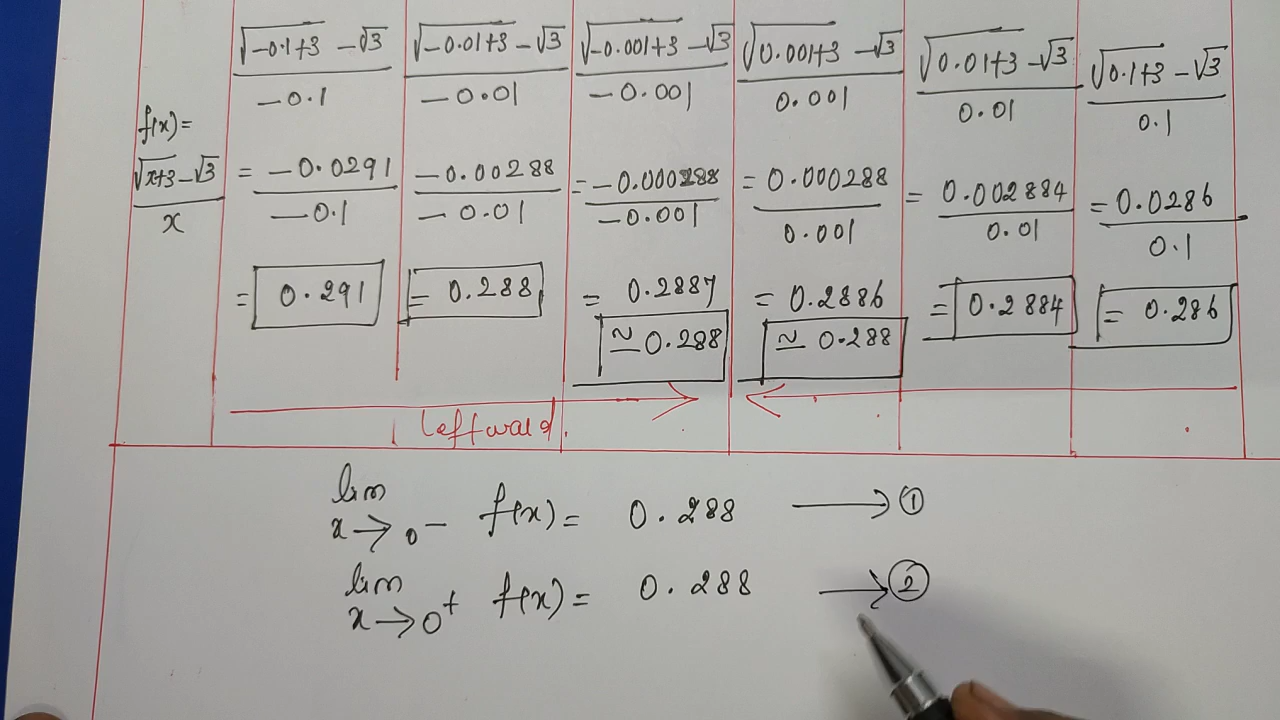 f(x) = (√(x+3) − √3)/x
(√(−0.1+3) − √3)/−0.1 (√(−0.01+3) − √3)/−0.01 (√(−0.001+3) − √3)/−0.001 (√(0.001+3) − √3)/0.001 (√(0.01+3) − √3)/0.01 (√(0.1+3) − √3)/0.1
= −0.0291/−0.1 −0.00288/−0.01 = −0.000288/−0.001 = 0.000288/0.001 = 0.002884/0.01 = 0.0286/0.1
= 0.291 = 0.288 = 0.2887 = 0.2886 = 0.2884 = 0.286
≃ 0.288 ≃ 0.288
Leftward.
lim x→0− f(x) = 0.288 → ①
lim x→0+ f(x) = 0.288 → ②